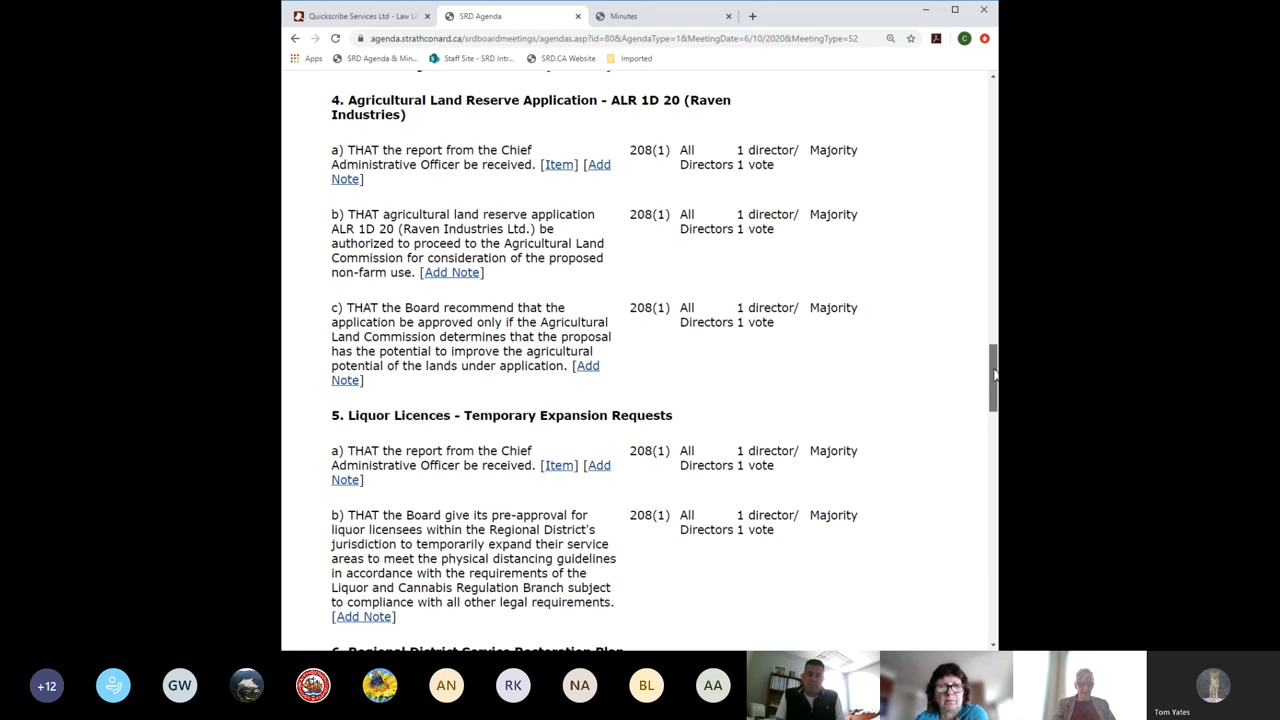 Quickscribe Services Ltd - Law Li
SRD Agenda
Minutes
agenda.strathconard.ca/srdboardmeetings/agendas.asp?id=80&AgendaType=1&MeetingDate=6/10/2020&MeetingType=52
C
Apps
SRD Agenda & Min...
Staff Site - SRD Intr...
SRD.CA Website
Imported
4. Agricultural Land Reserve Application - ALR 1D 20 (Raven
Industries)
a) THAT the report from the Chief 208(1) All 1 director/ Majority
Administrative Officer be received. [Item] [Add Directors 1 vote
Note]
b) THAT agricultural land reserve application 208(1) All 1 director/ Majority
ALR 1D 20 (Raven Industries Ltd.) be Directors 1 vote
authorized to proceed to the Agricultural Land
Commission for consideration of the proposed
non-farm use. [Add Note]
c) THAT the Board recommend that the 208(1) All 1 director/ Majority
application be approved only if the Agricultural Directors 1 vote
Land Commission determines that the proposal
has the potential to improve the agricultural
potential of the lands under application. [Add
Note]
5. Liquor Licences - Temporary Expansion Requests
a) THAT the report from the Chief 208(1) All 1 director/ Majority
Administrative Officer be received. [Item] [Add Directors 1 vote
Note]
b) THAT the Board give its pre-approval for 208(1) All 1 director/ Majority
liquor licensees within the Regional District's Directors 1 vote
jurisdiction to temporarily expand their service
areas to meet the physical distancing guidelines
in accordance with the requirements of the
Liquor and Cannabis Regulation Branch subject
to compliance with all other legal requirements.
[Add Note]
6. Regional District Service Restoration Plan
+12
GW
AN
RK
NA
BL
AA
Tom Yates